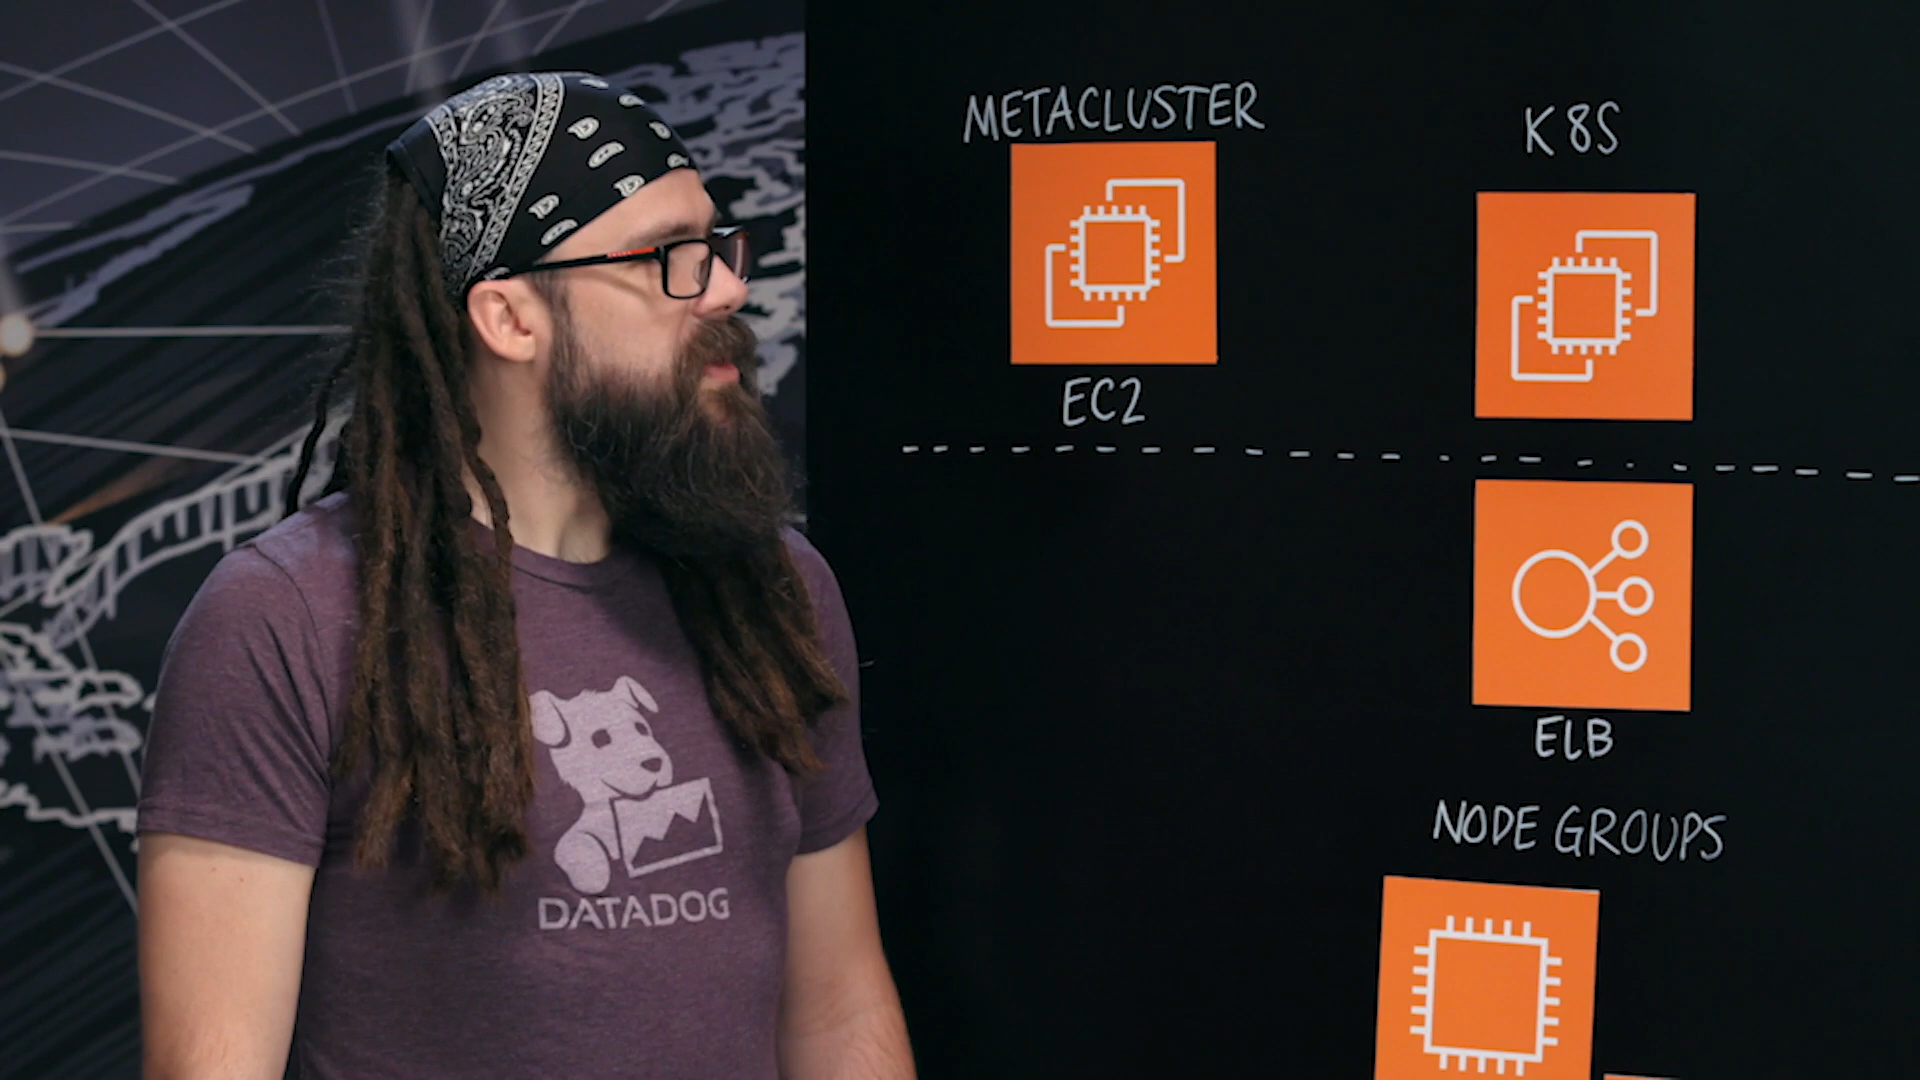 METACLUSTER
K8S
EC2
ELB
NODE GROUPS
DATADOG